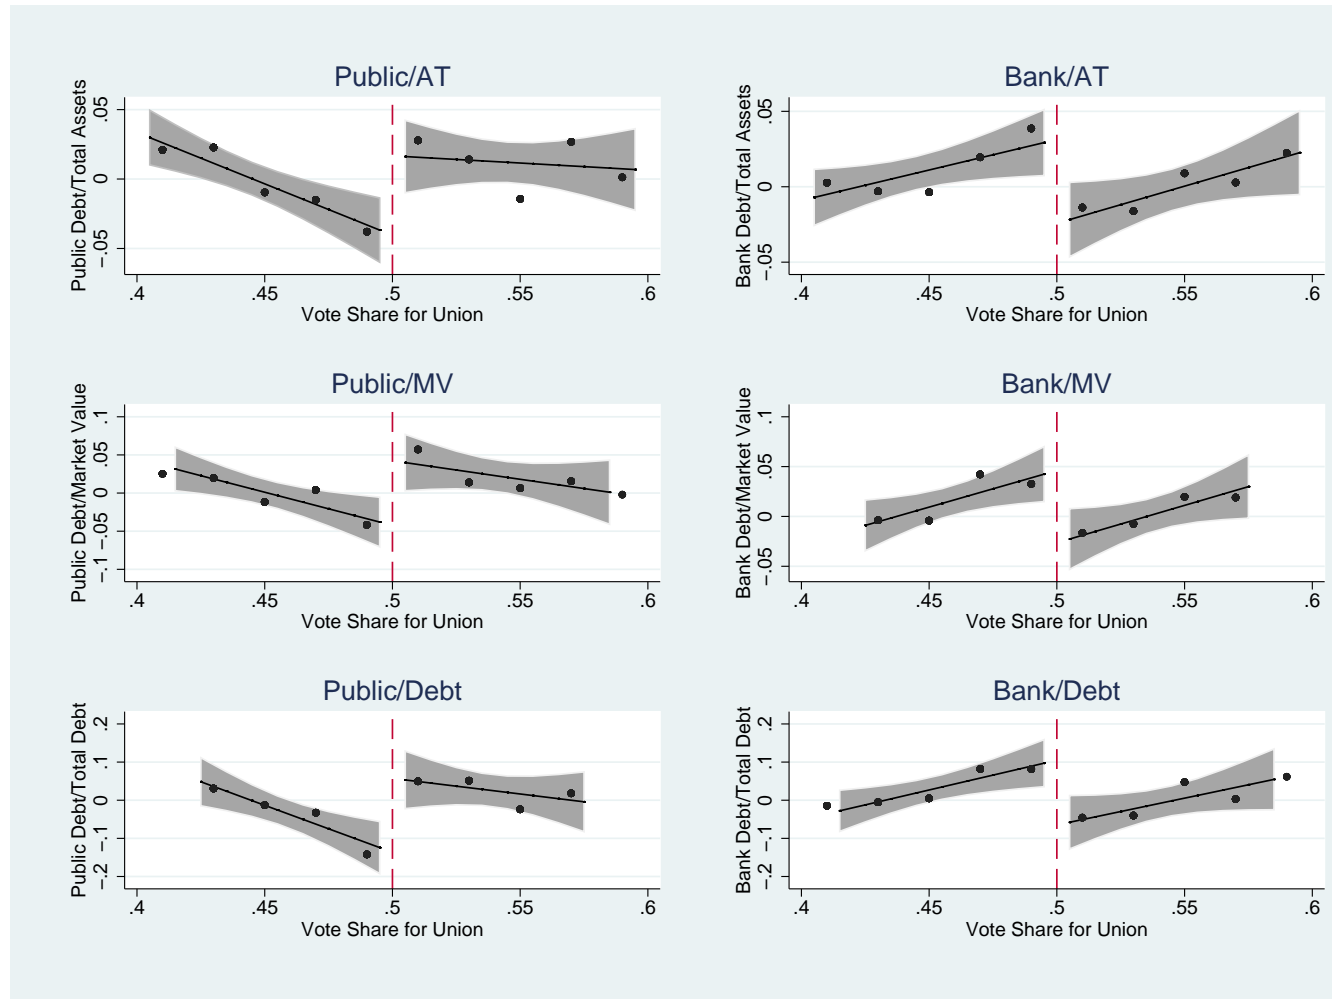 Public/AT
Public Debt/Total Assets
.05
0
-.05
.4 .45 .5 .55 .6
Vote Share for Union
Bank/AT
Bank Debt/Total Assets
.05
0
-.05
.4 .45 .5 .55 .6
Vote Share for Union
Public/MV
Public Debt/Market Value
.1
.05
0
-.05
-.1
.4 .45 .5 .55 .6
Vote Share for Union
Bank/MV
Bank Debt/Market Value
.1
.05
0
-.05
.4 .45 .5 .55 .6
Vote Share for Union
Public/Debt
Public Debt/Total Debt
.2
.1
0
-.1
-.2
.4 .45 .5 .55 .6
Vote Share for Union
Bank/Debt
Bank Debt/Total Debt
.2
.1
0
-.1
-.2
.4 .45 .5 .55 .6
Vote Share for Union